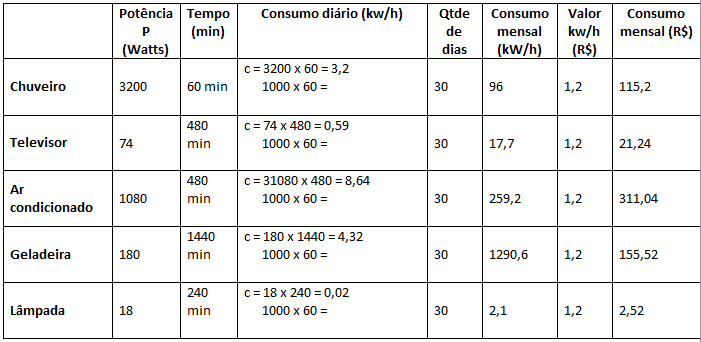 Potência P (Watts) Tempo (min) Consumo diário (kw/h) Qtde de dias Consumo mensal (kW/h) Valor kw/h (R$) Consumo mensal (R$)
Chuveiro 3200 60 min c = 3200 x 60 = 3,2 30 96 1,2 115,2
1000 x 60 =
Televisor 74 480 min c = 74 x 480 = 0,59 30 17,7 1,2 21,24
1000 x 60 =
Ar condicionado 1080 480 min c = 31080 x 480 = 8,64 30 259,2 1,2 311,04
1000 x 60 =
Geladeira 180 1440 min c = 180 x 1440 = 4,32 30 1290,6 1,2 155,52
1000 x 60 =
Lâmpada 18 240 min c = 18 x 240 = 0,02 30 2,1 1,2 2,52
1000 x 60 =